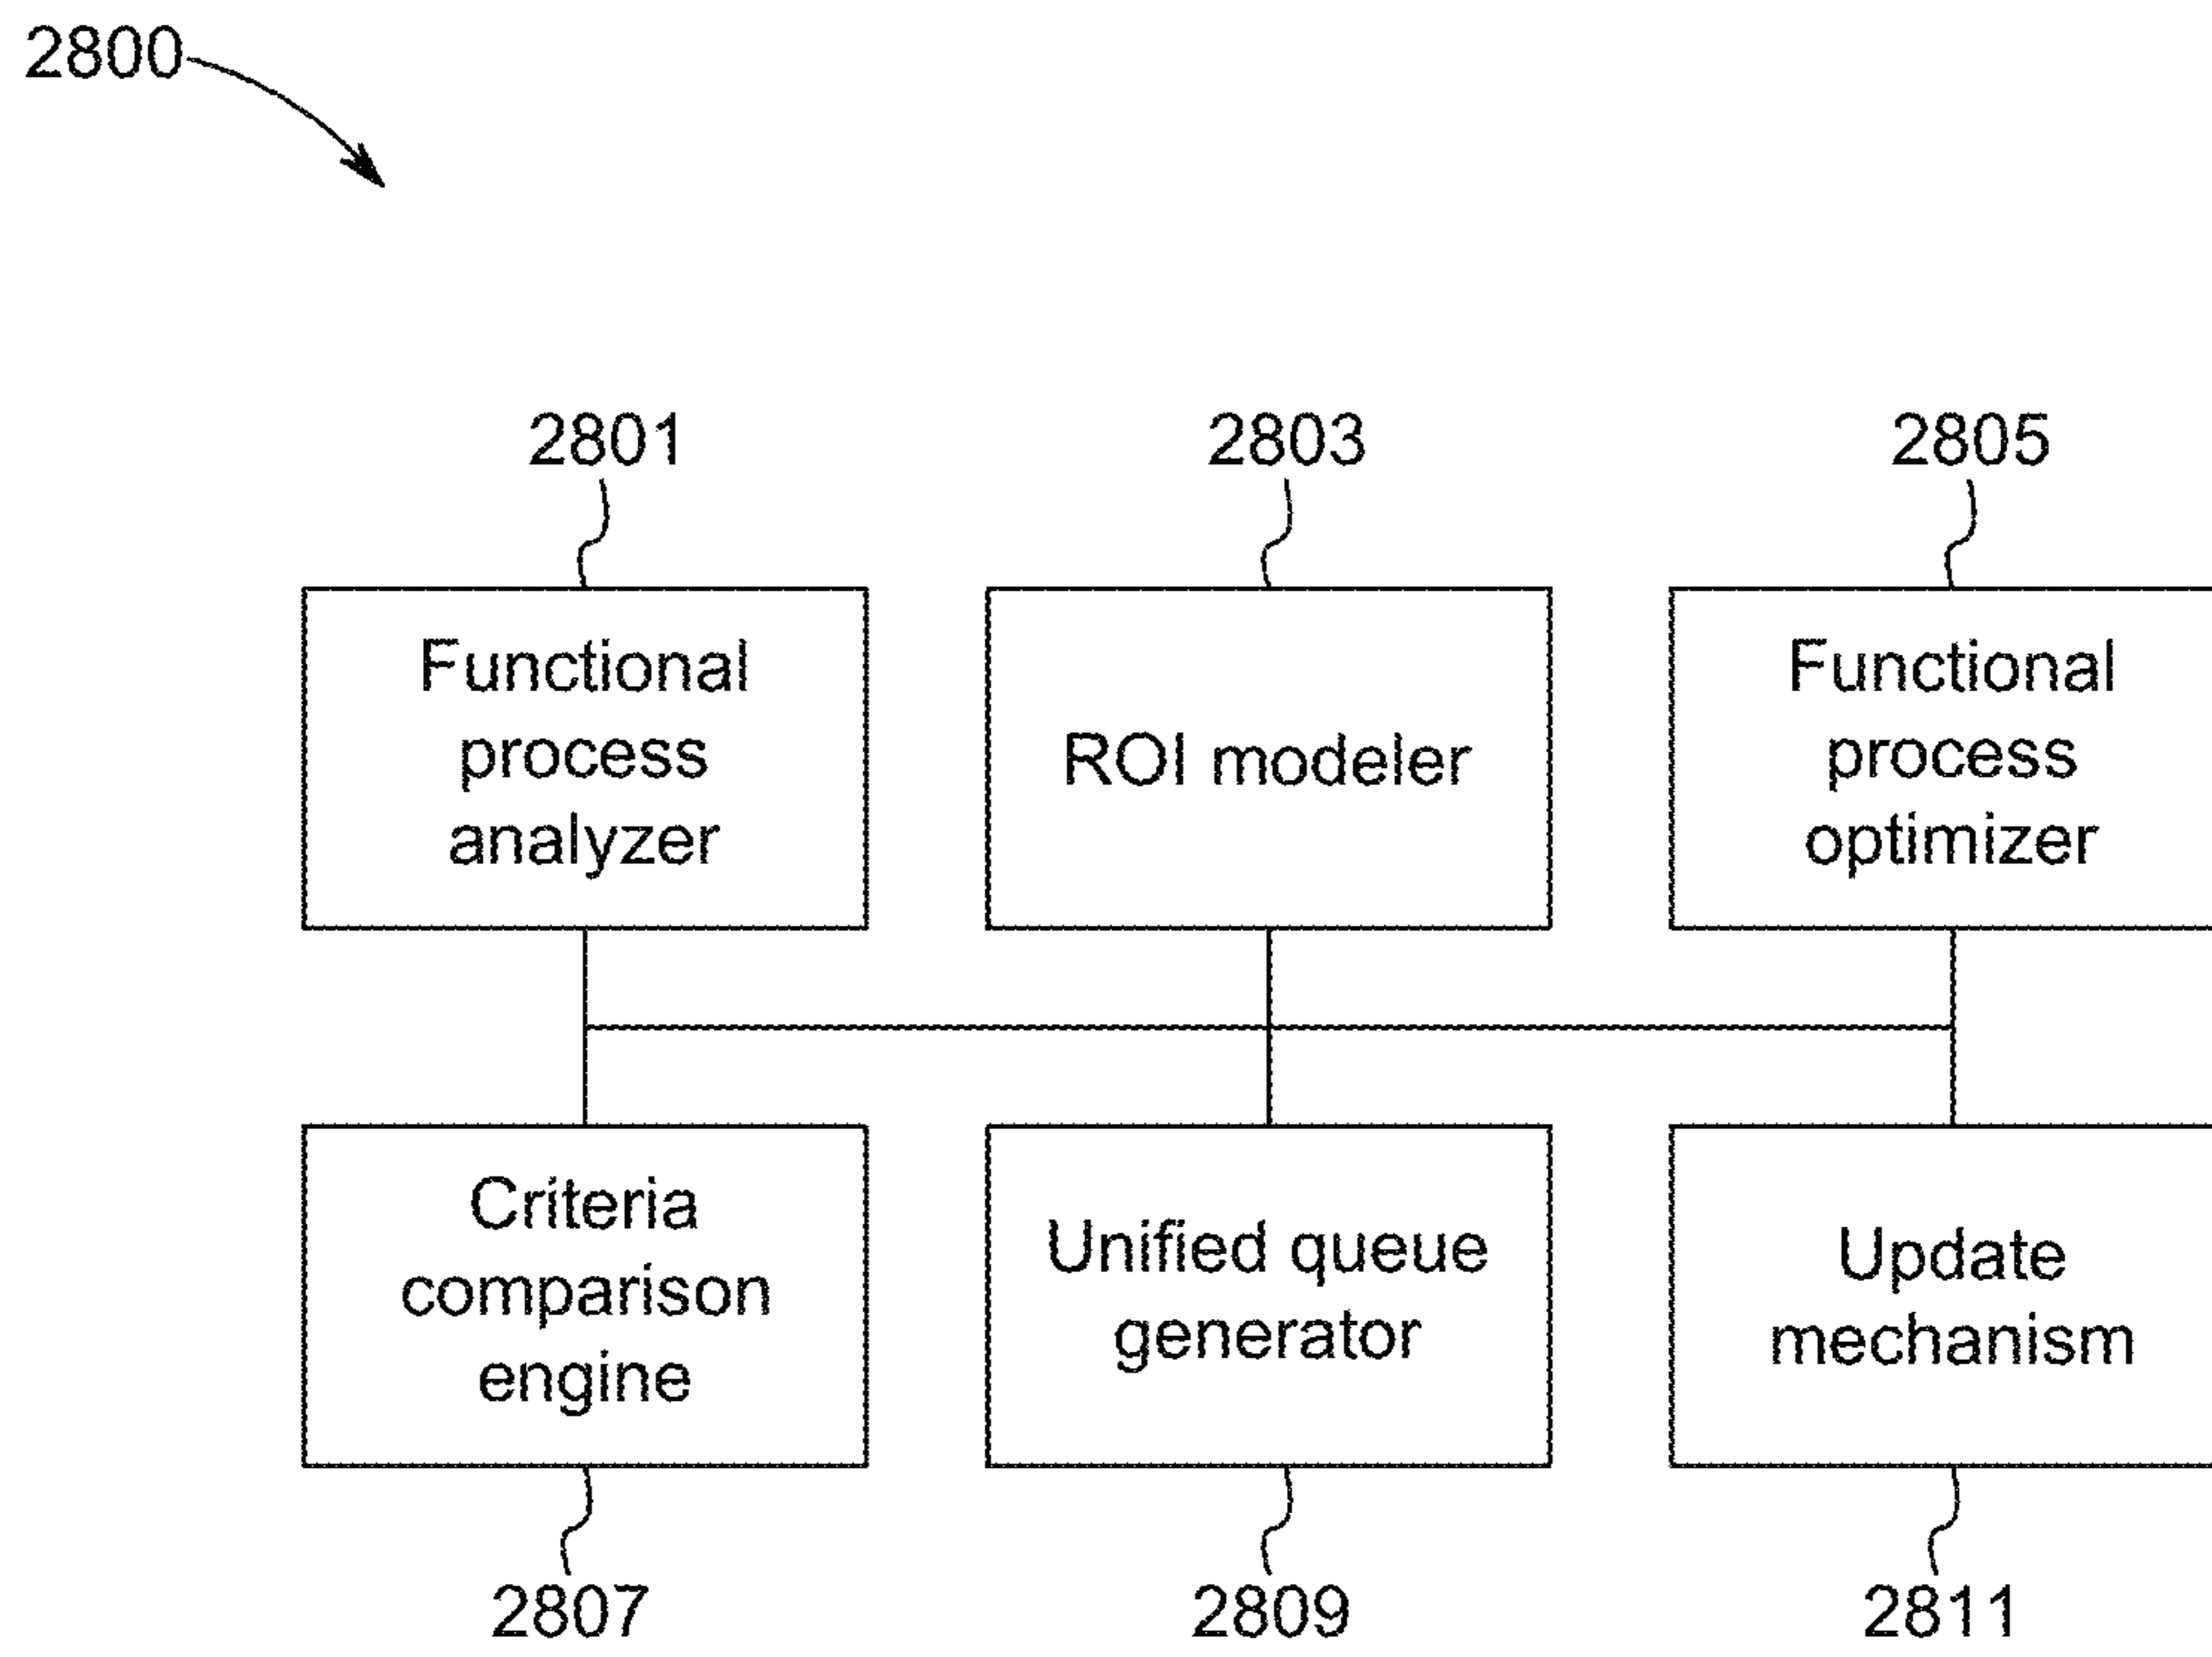 2800
2801
2803
2805
Functional
process
analyzer
ROI modeler
Functional
process
optimizer
Criteria
comparison
engine
Unified queue
generator
Update
mechanism
2807
2809
2811